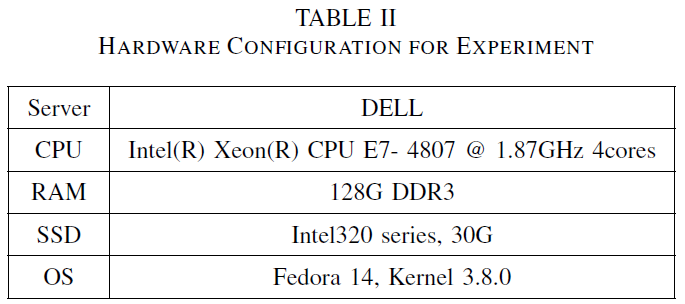 TABLE II
HARDWARE CONFIGURATION FOR EXPERIMENT
Server DELL
CPU Intel(R) Xeon(R) CPU E7- 4807 @ 1.87GHz 4cores
RAM 128G DDR3
SSD Intel320 series, 30G
OS Fedora 14, Kernel 3.8.0